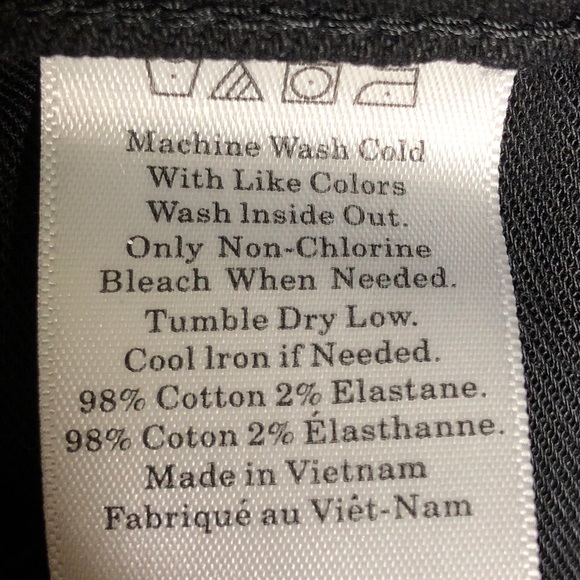 Machine Wash Cold
With Like Colors
Wash Inside Out.
Only Non-Chlorine
Bleach When Needed.
Tumble Dry Low.
Cool Iron if Needed.
98% Cotton 2% Elastane.
98% Coton 2% Élasthanne.
Made in Vietnam
Fabriqué au Viêt-Nam